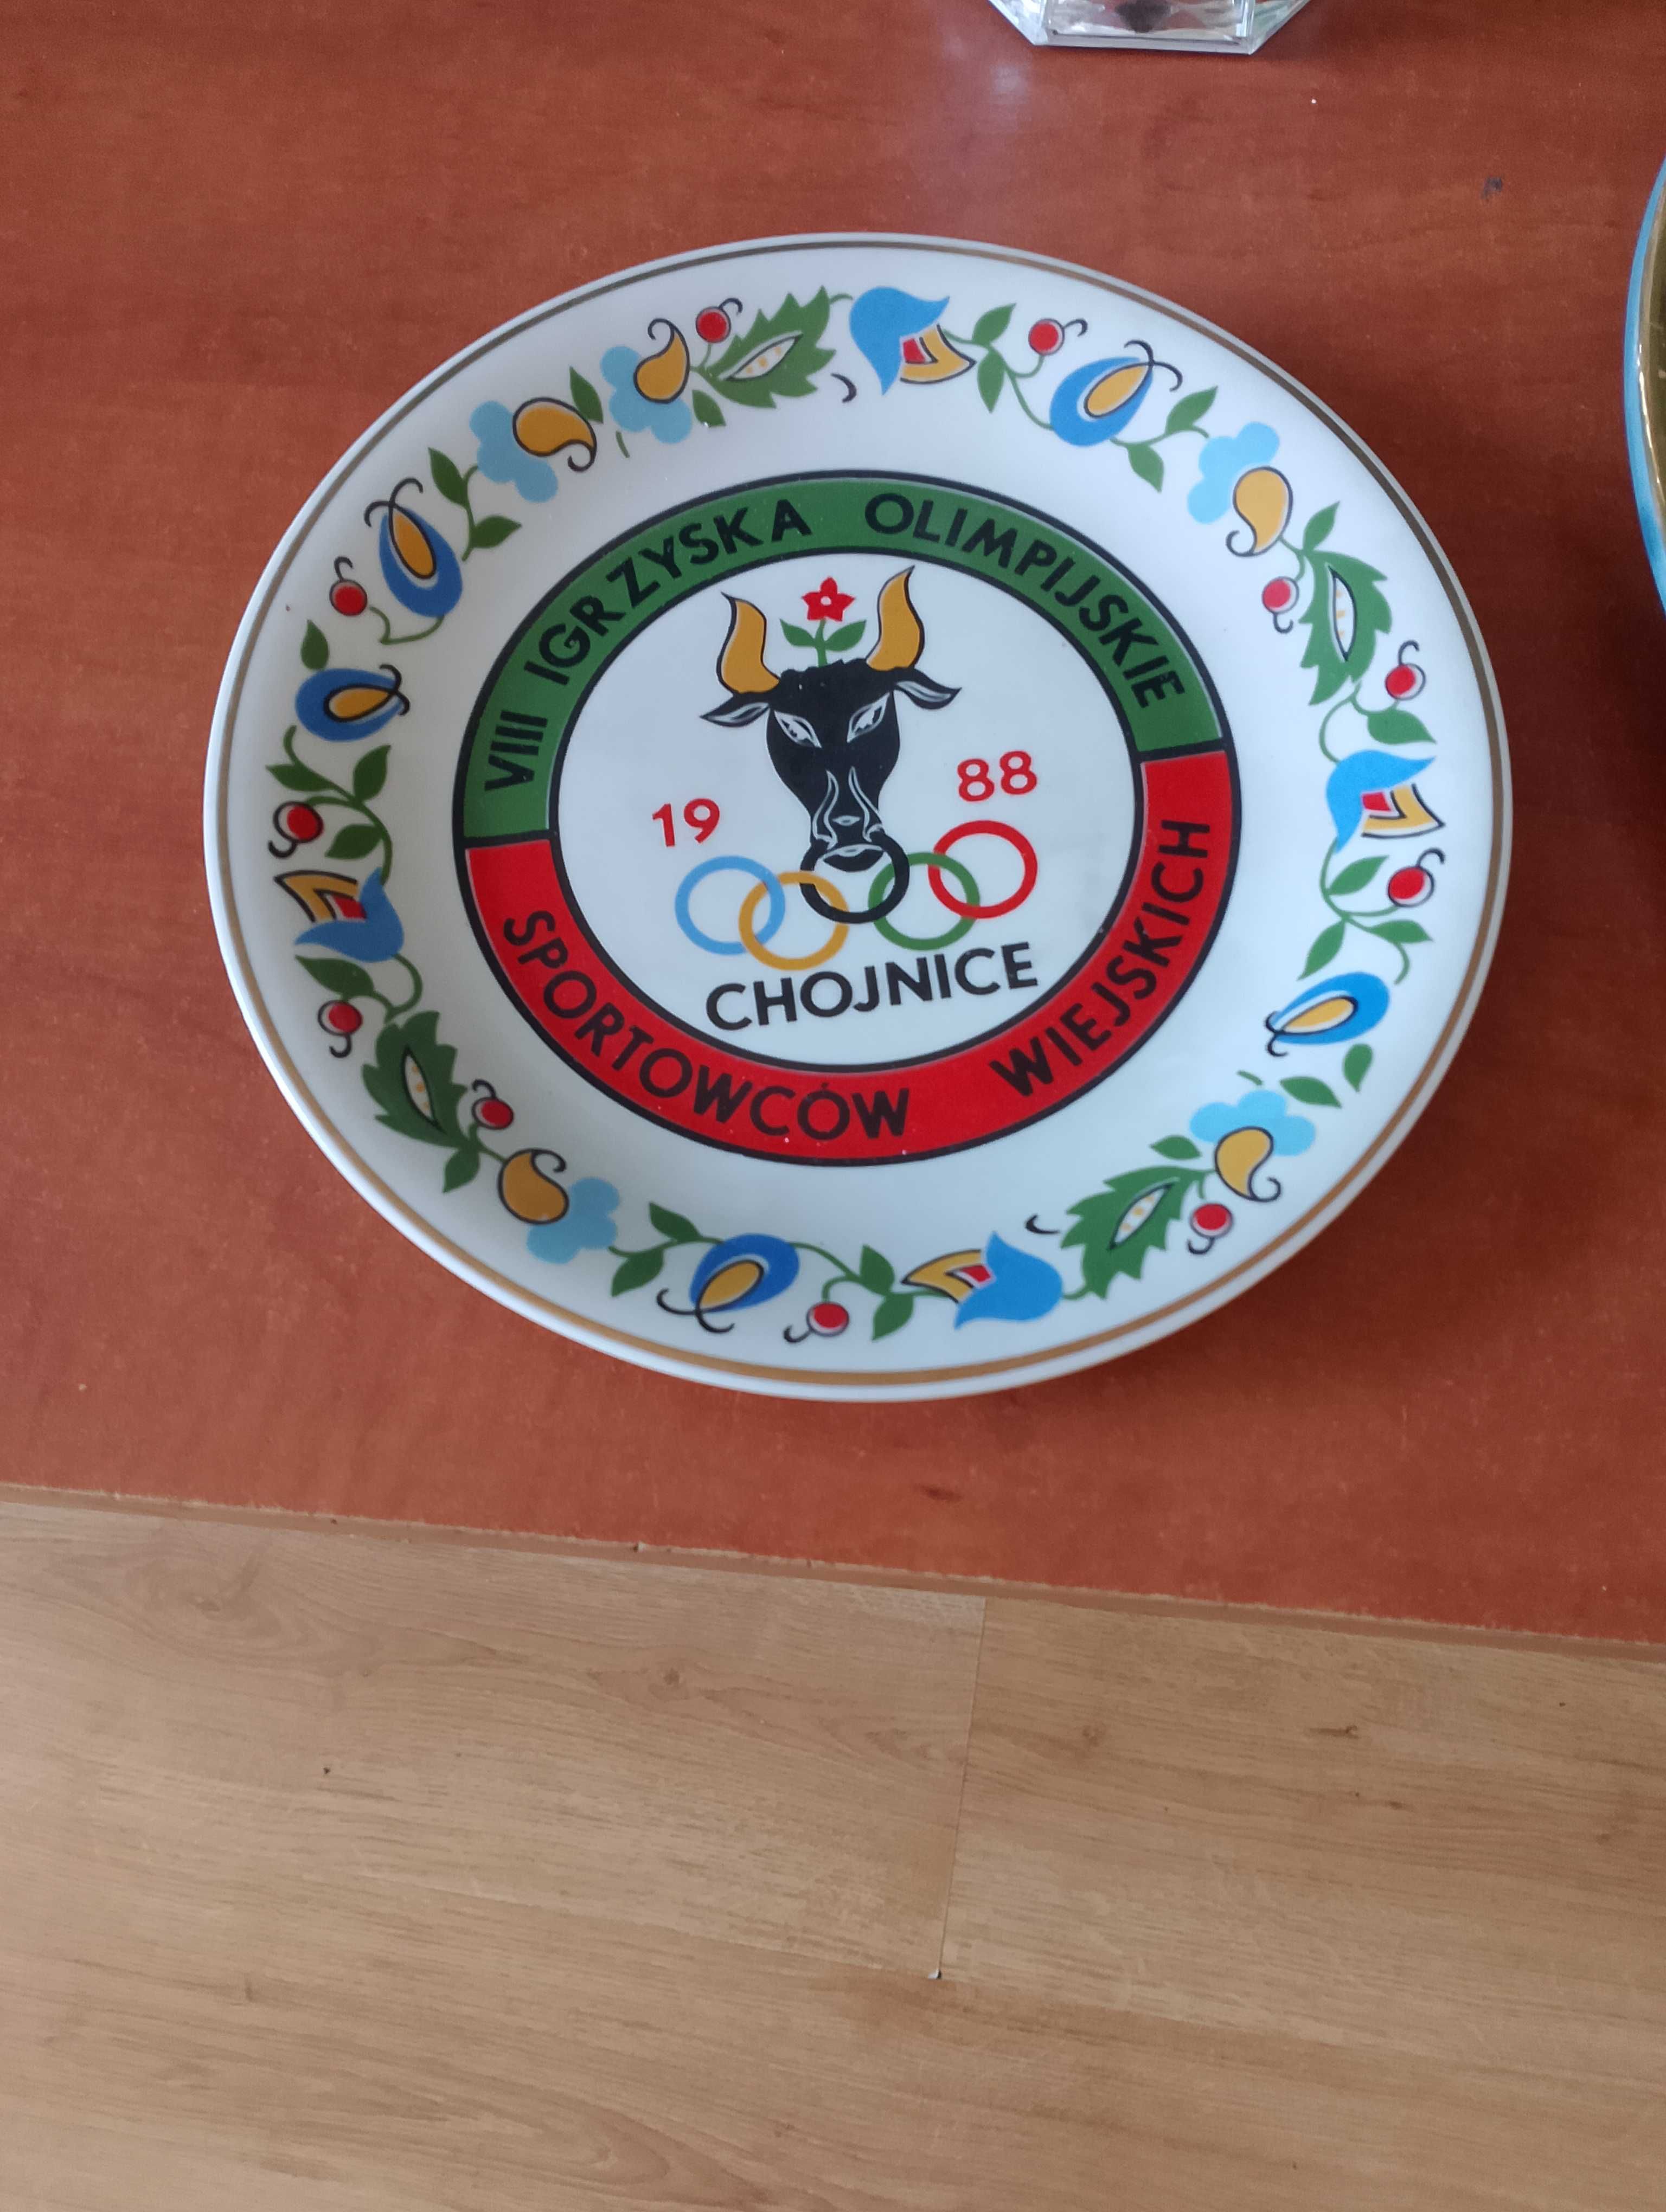 VIII IGRZYSKA OLIMPIJSKIE
19 88
CHOJNICE
SPORTOWCÓW WIEJSKICH